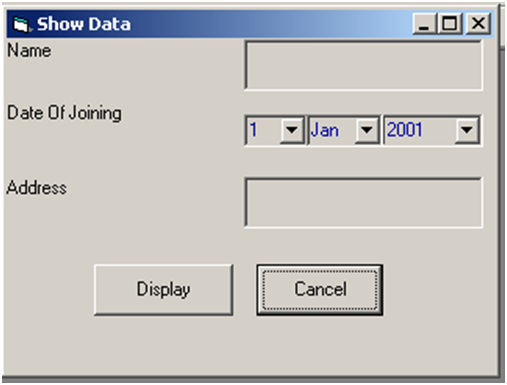 Show Data
Name
Date Of Joining
1 Jan 2001
Address
Display Cancel